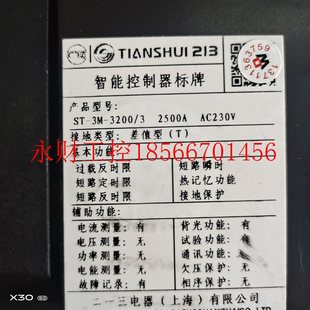 TIANSHUI 213
13711363759
智能控制器标牌
产品型号:
ST-3M-3200/3 2500A AC230V
接地类型: 差值型(T)
基本功能:
永财工控18566701456
过载反时限 短路瞬时
短路定时限 热记忆功能
短路反时限 接地保护
辅助功能:
电流测量: 有 背光功能: 有
电压测量: 无 试验功能: 有
功率测量: 无 通讯功能: 无
电能测量: 无 欠压保护: 无
故障记录: 有 相序保护: 无
二一三电器(上海)有限公司
X30